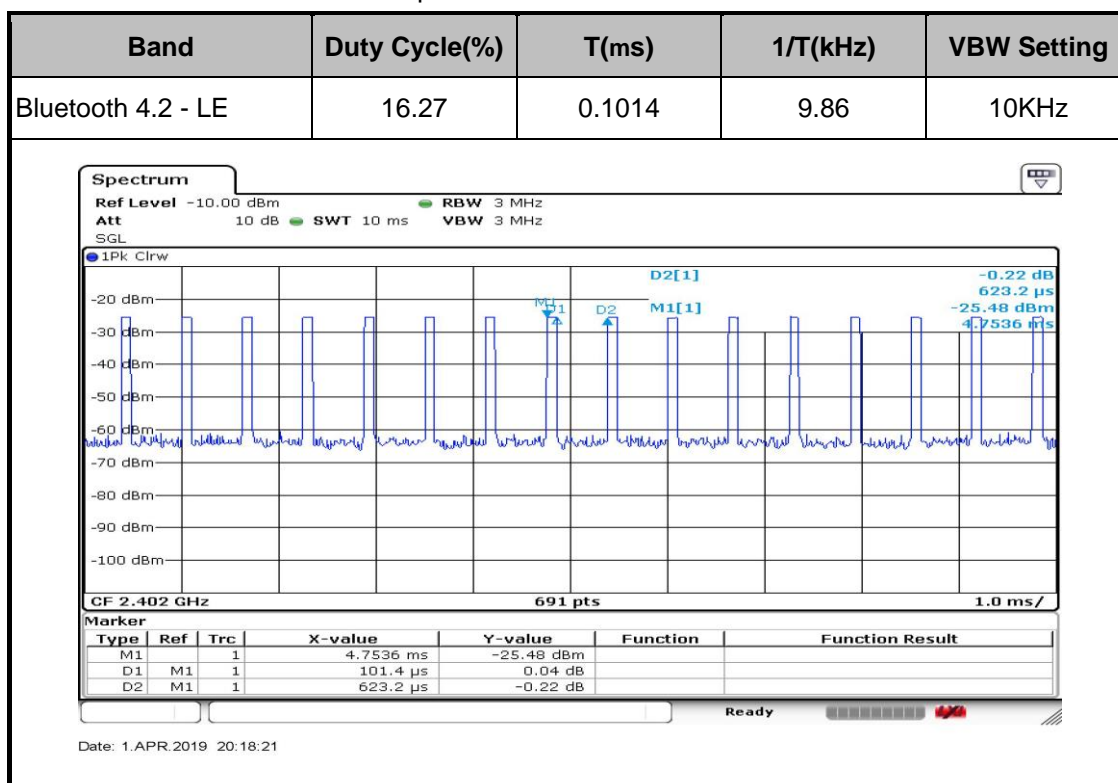 Band Duty Cycle(%) T(ms) 1/T(kHz) VBW Setting
Bluetooth 4.2 - LE 16.27 0.1014 9.86 10KHz
Spectrum
Ref Level -10.00 dBm RBW 3 MHz
Att 10 dB SWT 10 ms VBW 3 MHz
SGL
1Pk Clrw
D2[1] -0.22 dB
623.2 µs
M1[1] -25.48 dBm
4.7536 ms
M1 D1 D2
-20 dBm
-30 dBm
-40 dBm
-50 dBm
-60 dBm
-70 dBm
-80 dBm
-90 dBm
-100 dBm
CF 2.402 GHz 691 pts 1.0 ms/
Marker
Type Ref Trc X-value Y-value Function Function Result
M1 1 4.7536 ms -25.48 dBm
D1 M1 1 101.4 µs 0.04 dB
D2 M1 1 623.2 µs -0.22 dB
Ready
Date: 1.APR.2019 20:18:21